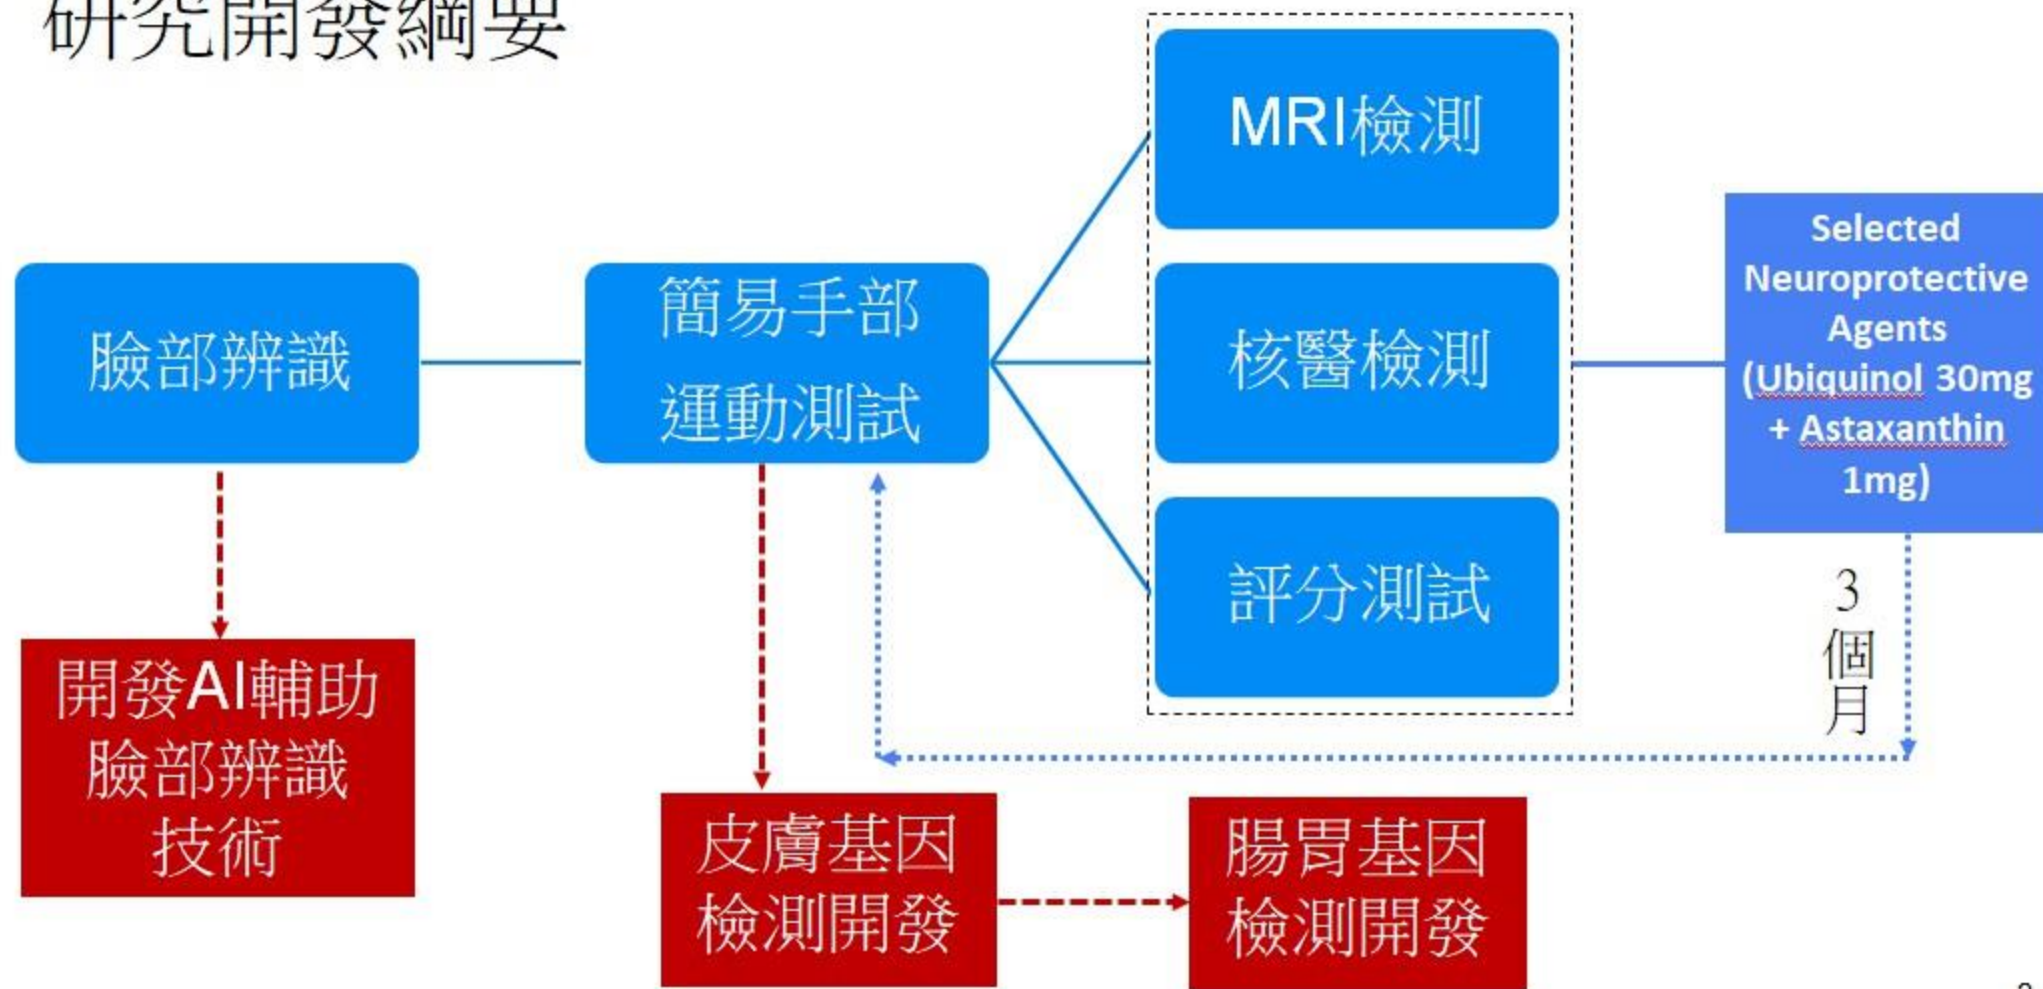 研究開發綱要
MRI檢測
臉部辨識
簡易手部
運動測試
核醫檢測
評分測試
Selected
Neuroprotective
Agents
(Ubiquinol 30mg
+ Astaxanthin
1mg)
3
個
月
開發AI輔助
臉部辨識
技術
皮膚基因
檢測開發
腸胃基因
檢測開發